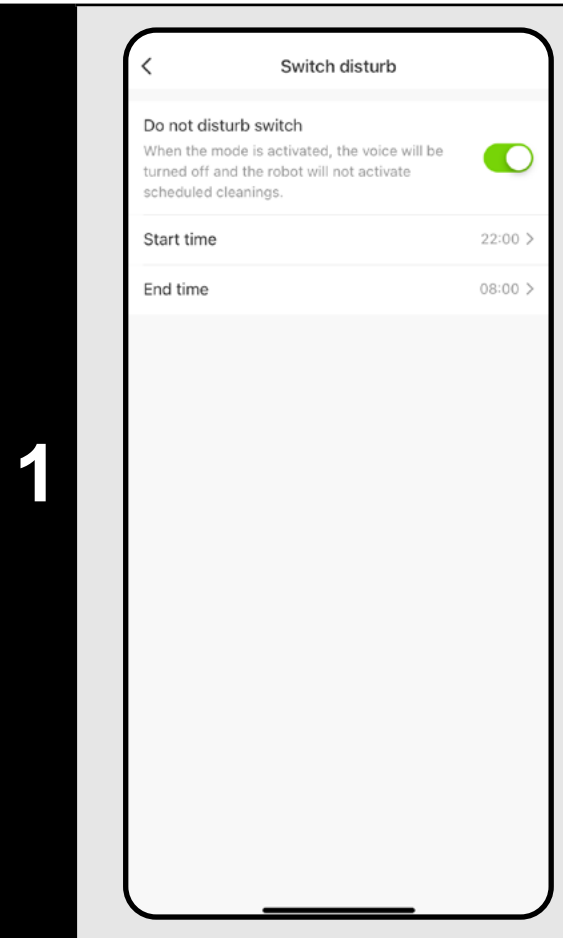 Switch disturb
Do not disturb switch
When the mode is activated, the voice will be
turned off and the robot will not activate
scheduled cleanings.
Start time 22:00 >
End time 08:00 >
1